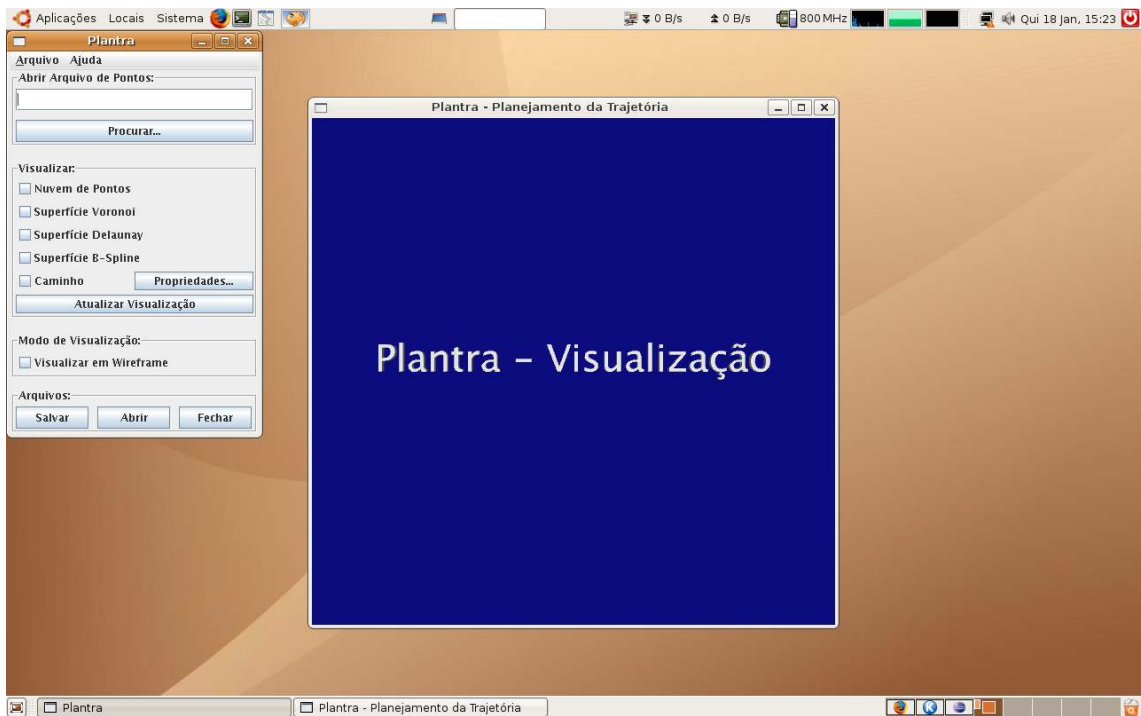 Aplicações Locais Sistema
0 B/s 0 B/s 800 MHz Qui 18 Jan, 15:23
Plantra
Arquivo Ajuda
Abrir Arquivo de Pontos:
Procurar...
Visualizar:
Nuvem de Pontos
Superfície Voronoi
Superfície Delaunay
Superfície B-Spline
Caminho Propriedades...
Atualizar Visualização
Modo de Visualização:
Visualizar em Wireframe
Arquivos:
Salvar Abrir Fechar
Plantra - Planejamento da Trajetória
Plantra - Visualização
Plantra
Plantra - Planejamento da Trajetória